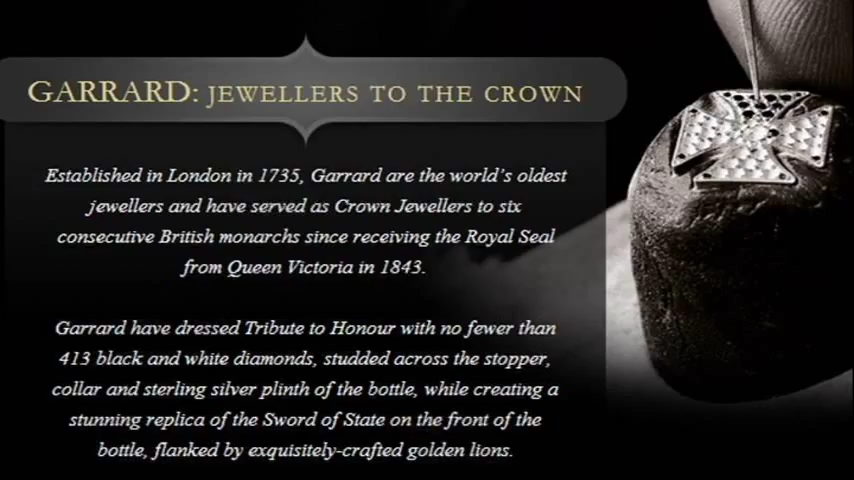 GARRARD: JEWELLERS TO THE CROWN
Established in London in 1735, Garrard are the world's oldest
jewellers and have served as Crown Jewellers to six
consecutive British monarchs since receiving the Royal Seal
from Queen Victoria in 1843.
Garrard have dressed Tribute to Honour with no fewer than
413 black and white diamonds, studded across the stopper,
collar and sterling silver plinth of the bottle, while creating a
stunning replica of the Sword of State on the front of the
bottle, flanked by exquisitely-crafted golden lions.